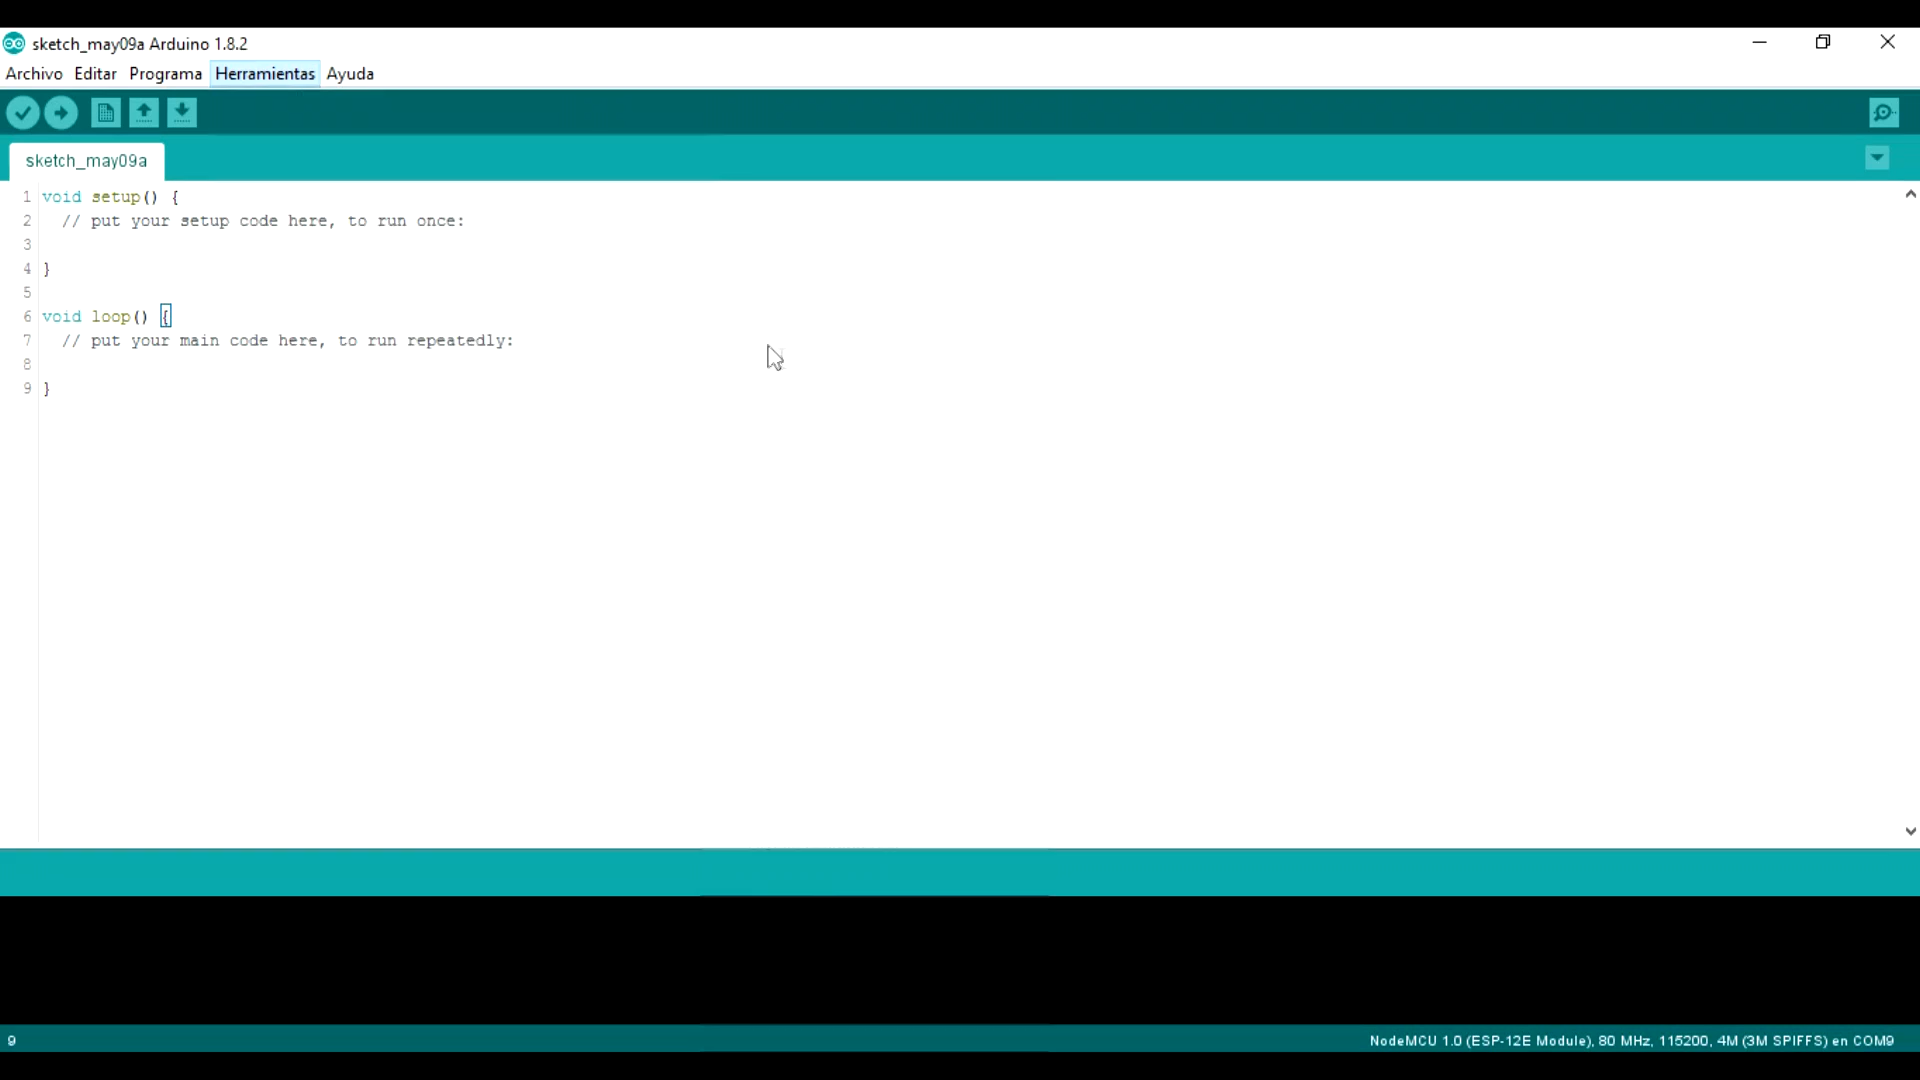 sketch_may09a Arduino 1.8.2
Archivo Editar Programa Herramientas Ayuda
sketch_may09a
1 void setup() {
2 // put your setup code here, to run once:
3
4 }
5
6 void loop() {
7 // put your main code here, to run repeatedly:
8
9 }
9 NodeMCU 1.0 (ESP-12E Module), 80 MHz, 115200, 4M (3M SPIFFS) en COM9